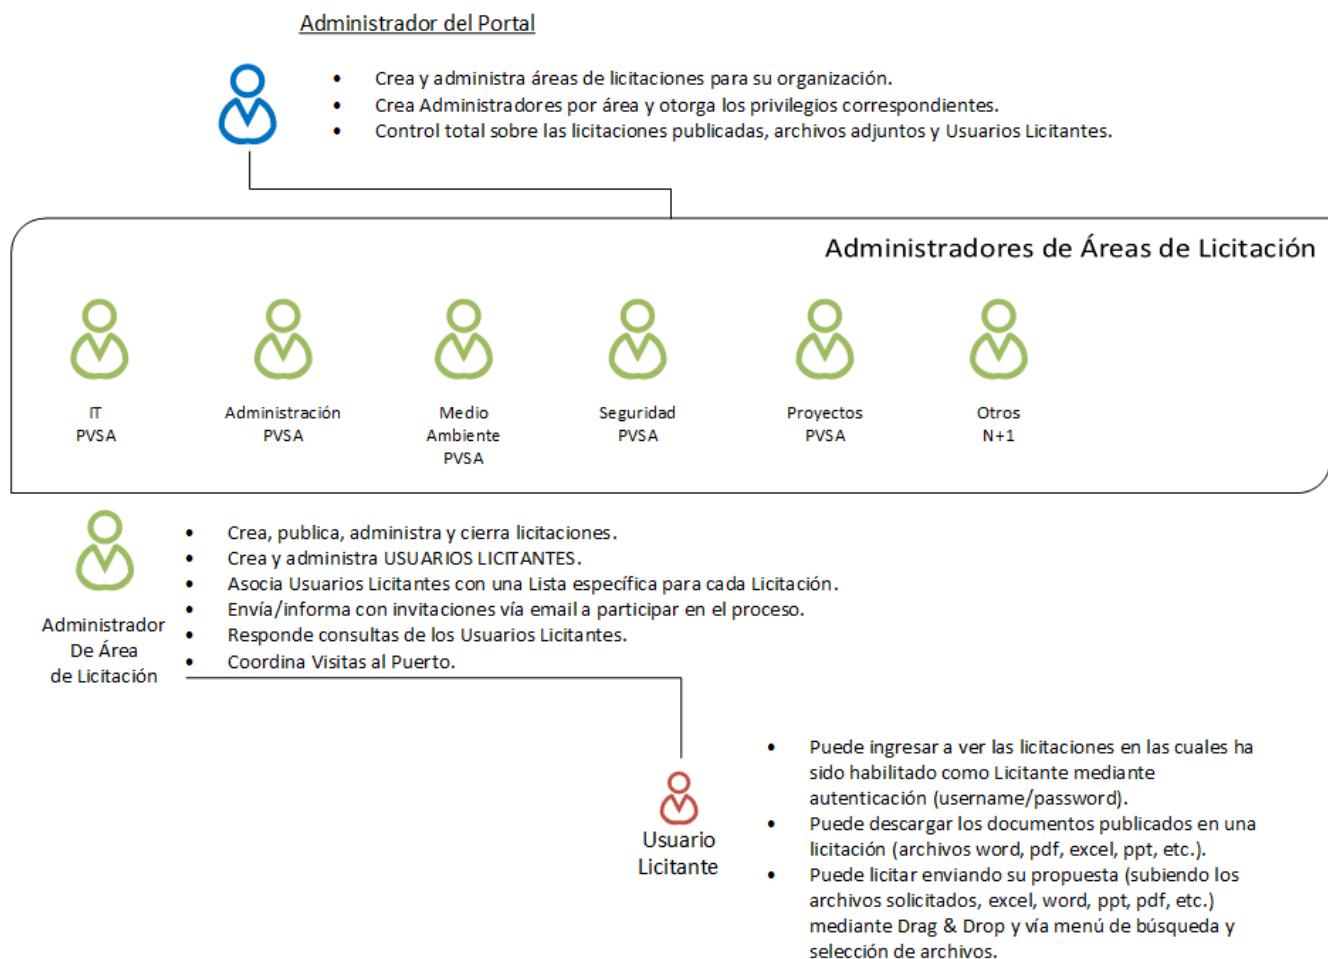 Administrador del Portal
• Crea y administra áreas de licitaciones para su organización.
• Crea Administradores por área y otorga los privilegios correspondientes.
• Control total sobre las licitaciones publicadas, archivos adjuntos y Usuarios Licitantes.
Administradores de Áreas de Licitación
IT
PVSA
Administración
PVSA
Medio
Ambiente
PVSA
Seguridad
PVSA
Proyectos
PVSA
Otros
N+1
Administrador
De Área
de Licitación
• Crea, publica, administra y cierra licitaciones.
• Crea y administra USUARIOS LICITANTES.
• Asocia Usuarios Licitantes con una Lista específica para cada Licitación.
• Envía/informa con invitaciones vía email a participar en el proceso.
• Responde consultas de los Usuarios Licitantes.
• Coordina Visitas al Puerto.
Usuario
Licitante
• Puede ingresar a ver las licitaciones en las cuales ha
sido habilitado como Licitante mediante
autenticación (username/password).
• Puede descargar los documentos publicados en una
licitación (archivos word, pdf, excel, ppt, etc.).
• Puede licitar enviando su propuesta (subiendo los
archivos solicitados, excel, word, ppt, pdf, etc.)
mediante Drag & Drop y vía menú de búsqueda y
selección de archivos.